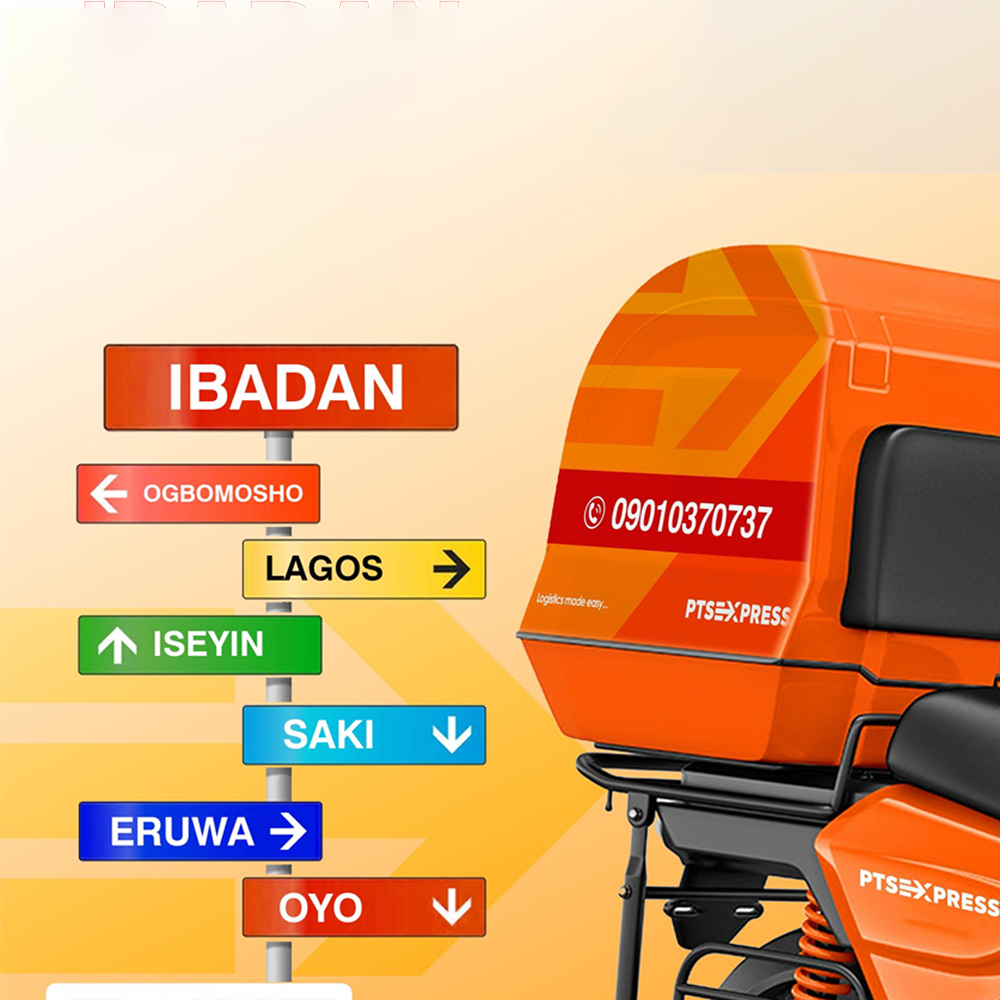 IBADAN
OGBOMOSHO
LAGOS
ISEYIN
SAKI
ERUWA
OYO
09010370737
Logistics made easy...
PTSEXPRESS
PTSEXPRESS